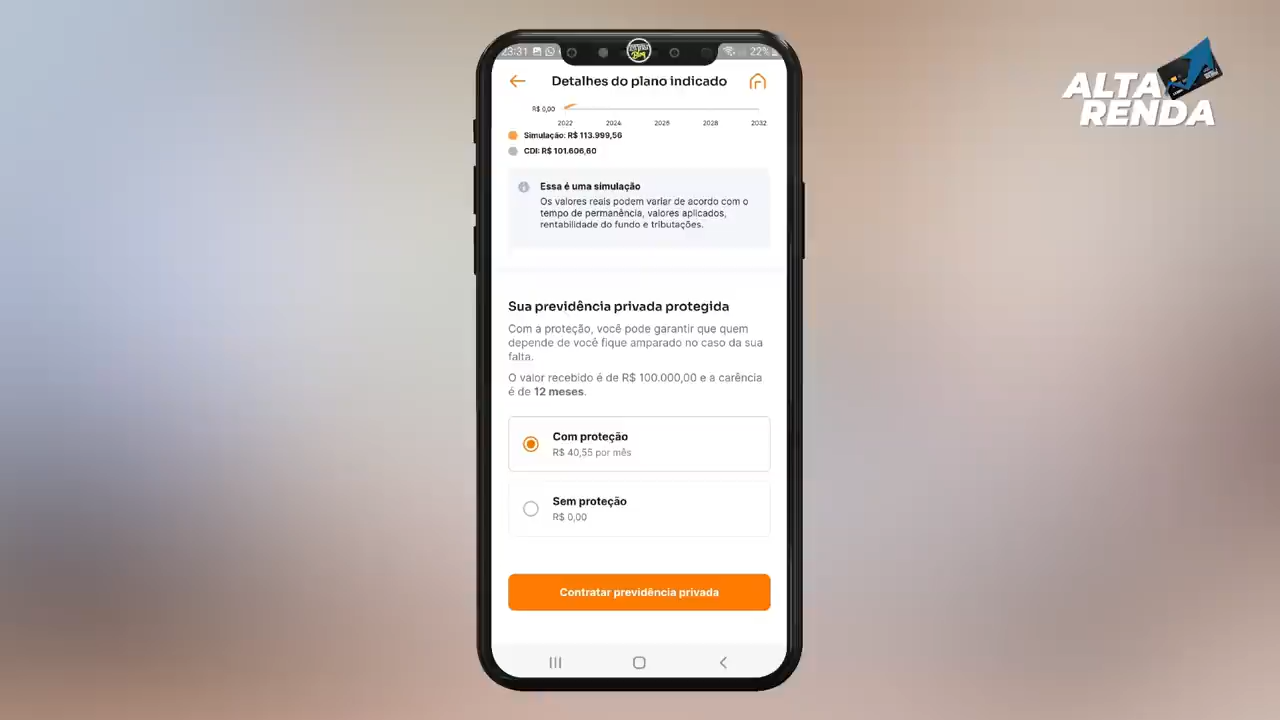 23:31
22%
Detalhes do plano indicado
R$ 0,00
2022 2024 2026 2028 2032
Simulação: R$ 113.999,56
CDI: R$ 101.606,60
Essa é uma simulação
Os valores reais podem variar de acordo com o
tempo de permanência, valores aplicados,
rentabilidade do fundo e tributações.
Sua previdência privada protegida
Com a proteção, você pode garantir que quem
depende de você fique amparado no caso da sua
falta.
O valor recebido é de R$ 100.000,00 e a carência
é de 12 meses.
Com proteção
R$ 40,55 por mês
Sem proteção
R$ 0,00
Contratar previdência privada
ALTA
RENDA